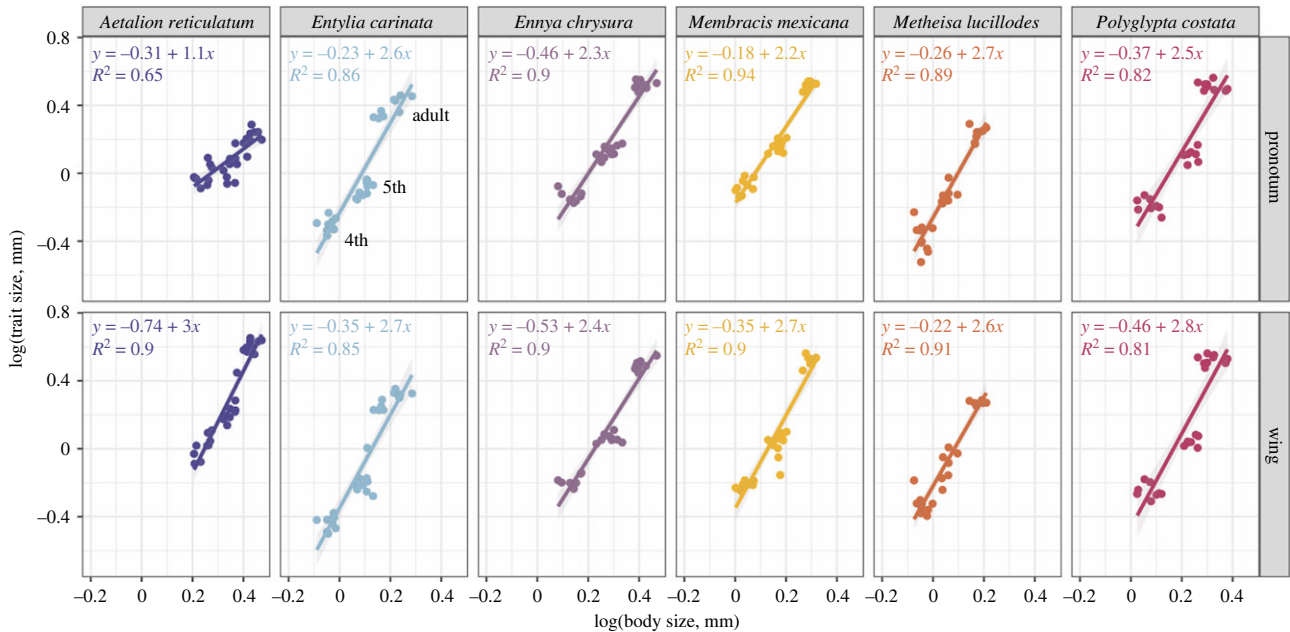 Aetalion reticulatum
Entylia carinata
Ennya chrysura
Membracis mexicana
Metheisa lucillodes
Polyglypta costata
log(trait size, mm)
0.8
0.4
0
–0.4
y = –0.31 + 1.1x
R² = 0.65
y = –0.23 + 2.6x
R² = 0.86
adult
5th
4th
y = –0.46 + 2.3x
R² = 0.9
y = –0.18 + 2.2x
R² = 0.94
y = –0.26 + 2.7x
R² = 0.89
y = –0.37 + 2.5x
R² = 0.82
pronotum
0.8
0.4
0
–0.4
y = –0.74 + 3x
R² = 0.9
y = –0.35 + 2.7x
R² = 0.85
y = –0.53 + 2.4x
R² = 0.9
y = –0.35 + 2.7x
R² = 0.9
y = –0.22 + 2.6x
R² = 0.91
y = –0.46 + 2.8x
R² = 0.81
wing
–0.2 0 0.2 0.4 –0.2 0 0.2 0.4 –0.2 0 0.2 0.4 –0.2 0 0.2 0.4 –0.2 0 0.2 0.4 –0.2 0 0.2 0.4
log(body size, mm)